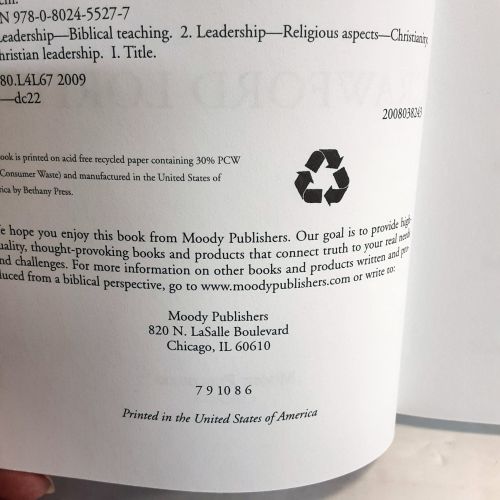 cm.
N 978-0-8024-5527-7
eadership—Biblical teaching. 2. Leadership—Religious aspects—Christianity.
hristian leadership. I. Title.
80.L4L67 2009
—dc22
2008038243
ook is printed on acid free recycled paper containing 30% PCW
Consumer Waste) and manufactured in the United States of
ica by Bethany Press.
e hope you enjoy this book from Moody Publishers. Our goal is to provide high-
uality, thought-provoking books and products that connect truth to your real needs
nd challenges. For more information on other books and products written and pro-
duced from a biblical perspective, go to www.moodypublishers.com or write to:
Moody Publishers
820 N. LaSalle Boulevard
Chicago, IL 60610
7 9 10 8 6
Printed in the United States of America